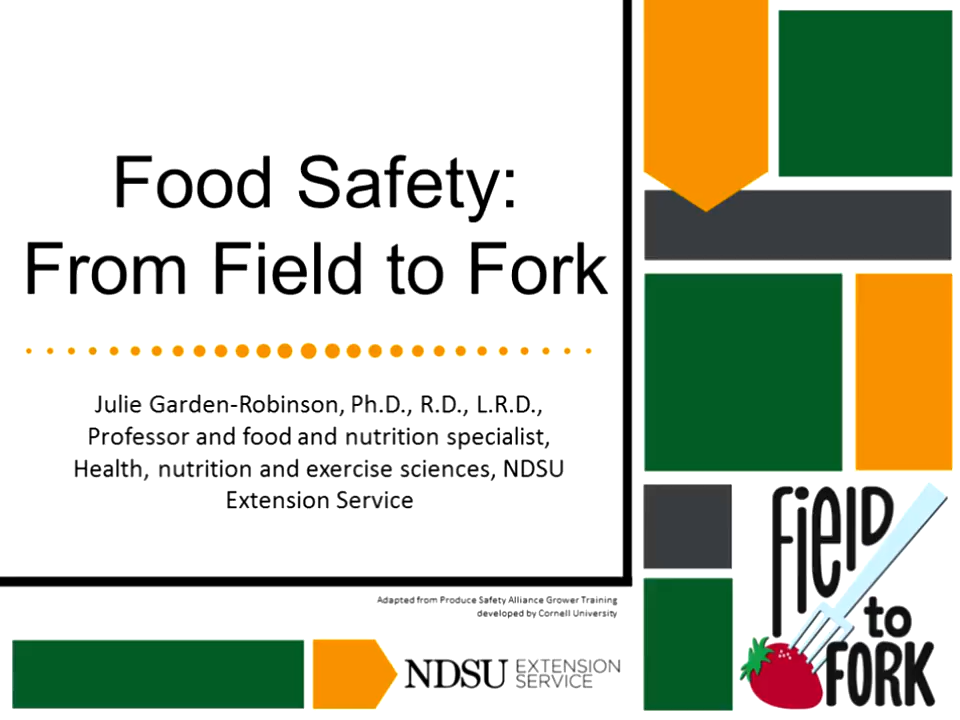 Food Safety:
From Field to Fork
Julie Garden-Robinson, Ph.D., R.D., L.R.D.,
Professor and food and nutrition specialist,
Health, nutrition and exercise sciences, NDSU
Extension Service
Adapted from Produce Safety Alliance Grower Training
developed by Cornell University
NDSU EXTENSION
SERVICE
FiElD
to
FORK